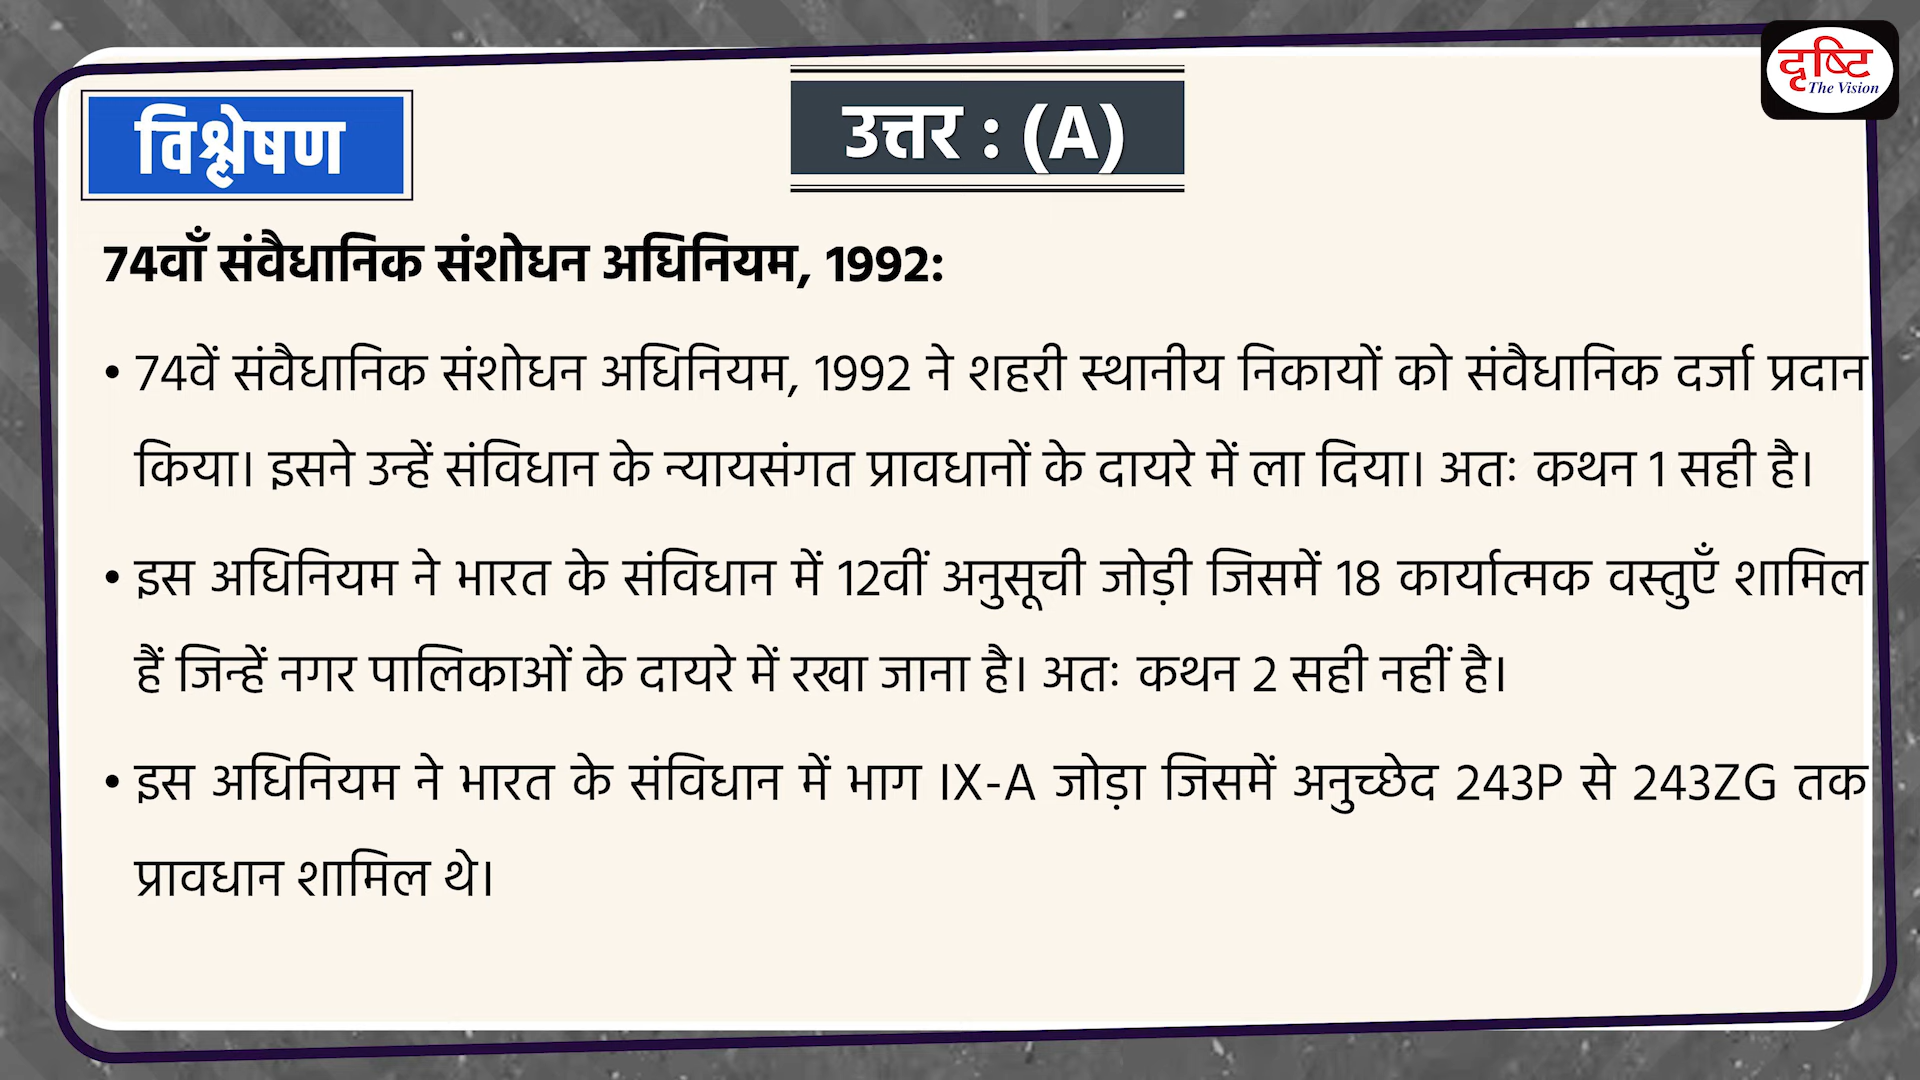 दृष्टि
The Vision
विश्लेषण
उत्तर : (A)
74वाँ संवैधानिक संशोधन अधिनियम, 1992:
• 74वें संवैधानिक संशोधन अधिनियम, 1992 ने शहरी स्थानीय निकायों को संवैधानिक दर्जा प्रदान
किया। इसने उन्हें संविधान के न्यायसंगत प्रावधानों के दायरे में ला दिया। अतः कथन 1 सही है।
• इस अधिनियम ने भारत के संविधान में 12वीं अनुसूची जोड़ी जिसमें 18 कार्यात्मक वस्तुएँ शामिल
हैं जिन्हें नगर पालिकाओं के दायरे में रखा जाना है। अतः कथन 2 सही नहीं है।
• इस अधिनियम ने भारत के संविधान में भाग IX-A जोड़ा जिसमें अनुच्छेद 243P से 243ZG तक
प्रावधान शामिल थे।